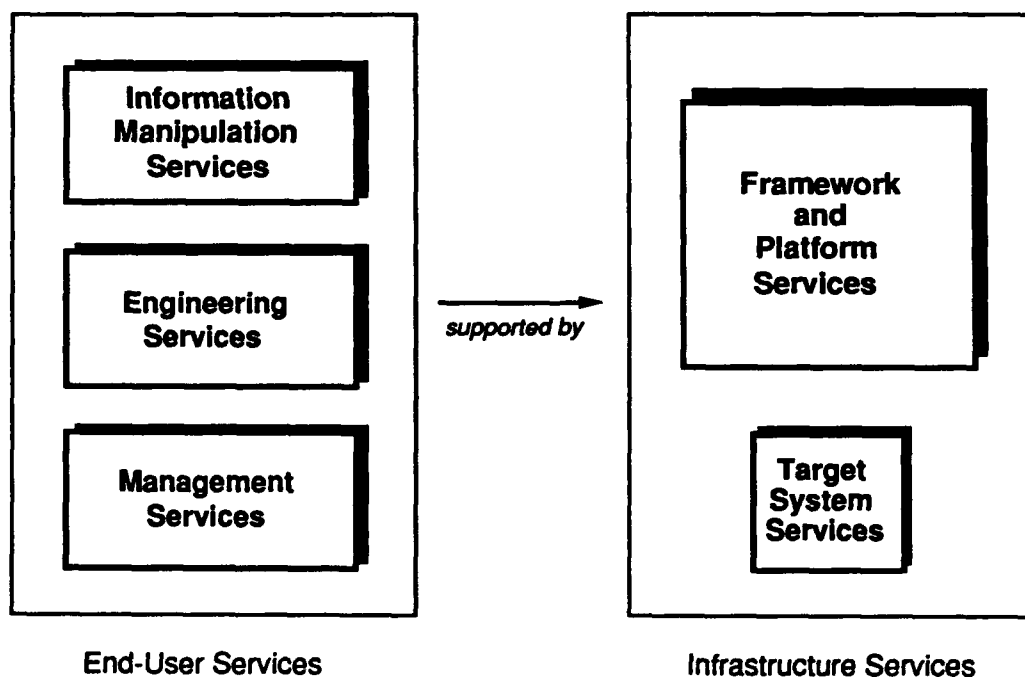 Information
Manipulation
Services
Engineering
Services
Management
Services
End-User Services
supported by
Framework
and
Platform
Services
Target
System
Services
Infrastructure Services